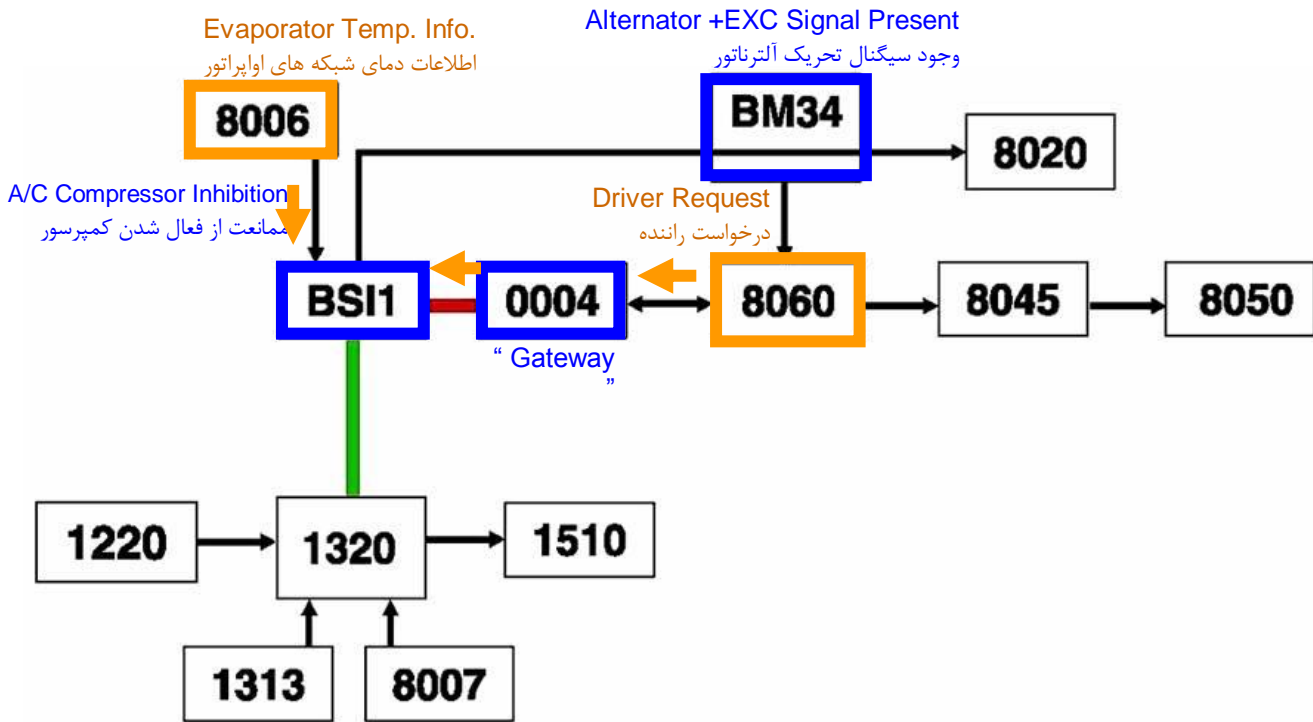 Evaporator Temp. Info.
اطلاعات دمای شبکه های اواپراتور
Alternator +EXC Signal Present
وجود سیگنال تحریک آلترناتور
8006
BM34
8020
A/C Compressor Inhibition
ممانعت از فعال شدن کمپرسور
Driver Request
درخواست راننده
BSI1
0004
8060
8045
8050
“ Gateway
”
1220
1320
1510
1313
8007